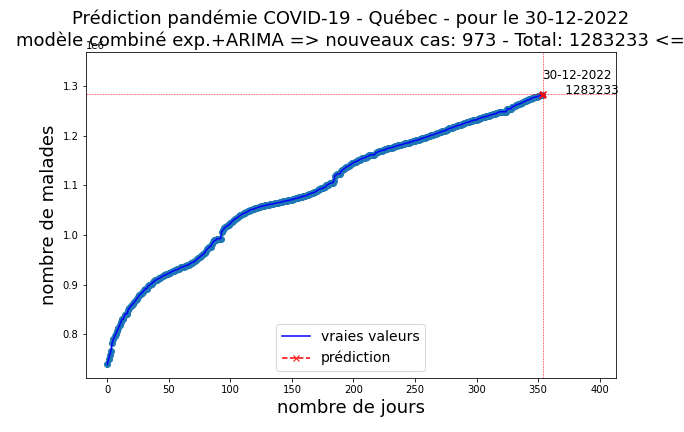 Prédiction pandémie COVID-19 - Québec - pour le 30-12-2022
modèle combiné exp.+ARIMA => nouveaux cas: 973 - Total: 1283233 <=
1e6
30-12-2022
1283233
1.3
1.2
1.1
1.0
0.9
0.8
nombre de malades
vraies valeurs
prédiction
0 50 100 150 200 250 300 350 400
nombre de jours